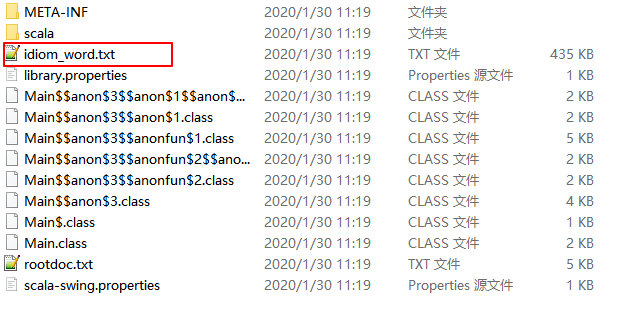 META-INF 2020/1/30 11:19 文件夹
scala 2020/1/30 11:19 文件夹
idiom_word.txt 2020/1/30 11:19 TXT 文件 435 KB
library.properties 2020/1/30 11:19 Properties 源文件 1 KB
Main$$anon$3$$anon$1$$anon$... 2020/1/30 11:19 CLASS 文件 2 KB
Main$$anon$3$$anon$1.class 2020/1/30 11:19 CLASS 文件 2 KB
Main$$anon$3$$anonfun$1.class 2020/1/30 11:19 CLASS 文件 5 KB
Main$$anon$3$$anonfun$2$$ano... 2020/1/30 11:19 CLASS 文件 2 KB
Main$$anon$3$$anonfun$2.class 2020/1/30 11:19 CLASS 文件 2 KB
Main$$anon$3.class 2020/1/30 11:19 CLASS 文件 4 KB
Main$.class 2020/1/30 11:19 CLASS 文件 1 KB
Main.class 2020/1/30 11:19 CLASS 文件 2 KB
rootdoc.txt 2020/1/30 11:19 TXT 文件 5 KB
scala-swing.properties 2020/1/30 11:19 Properties 源文件 1 KB